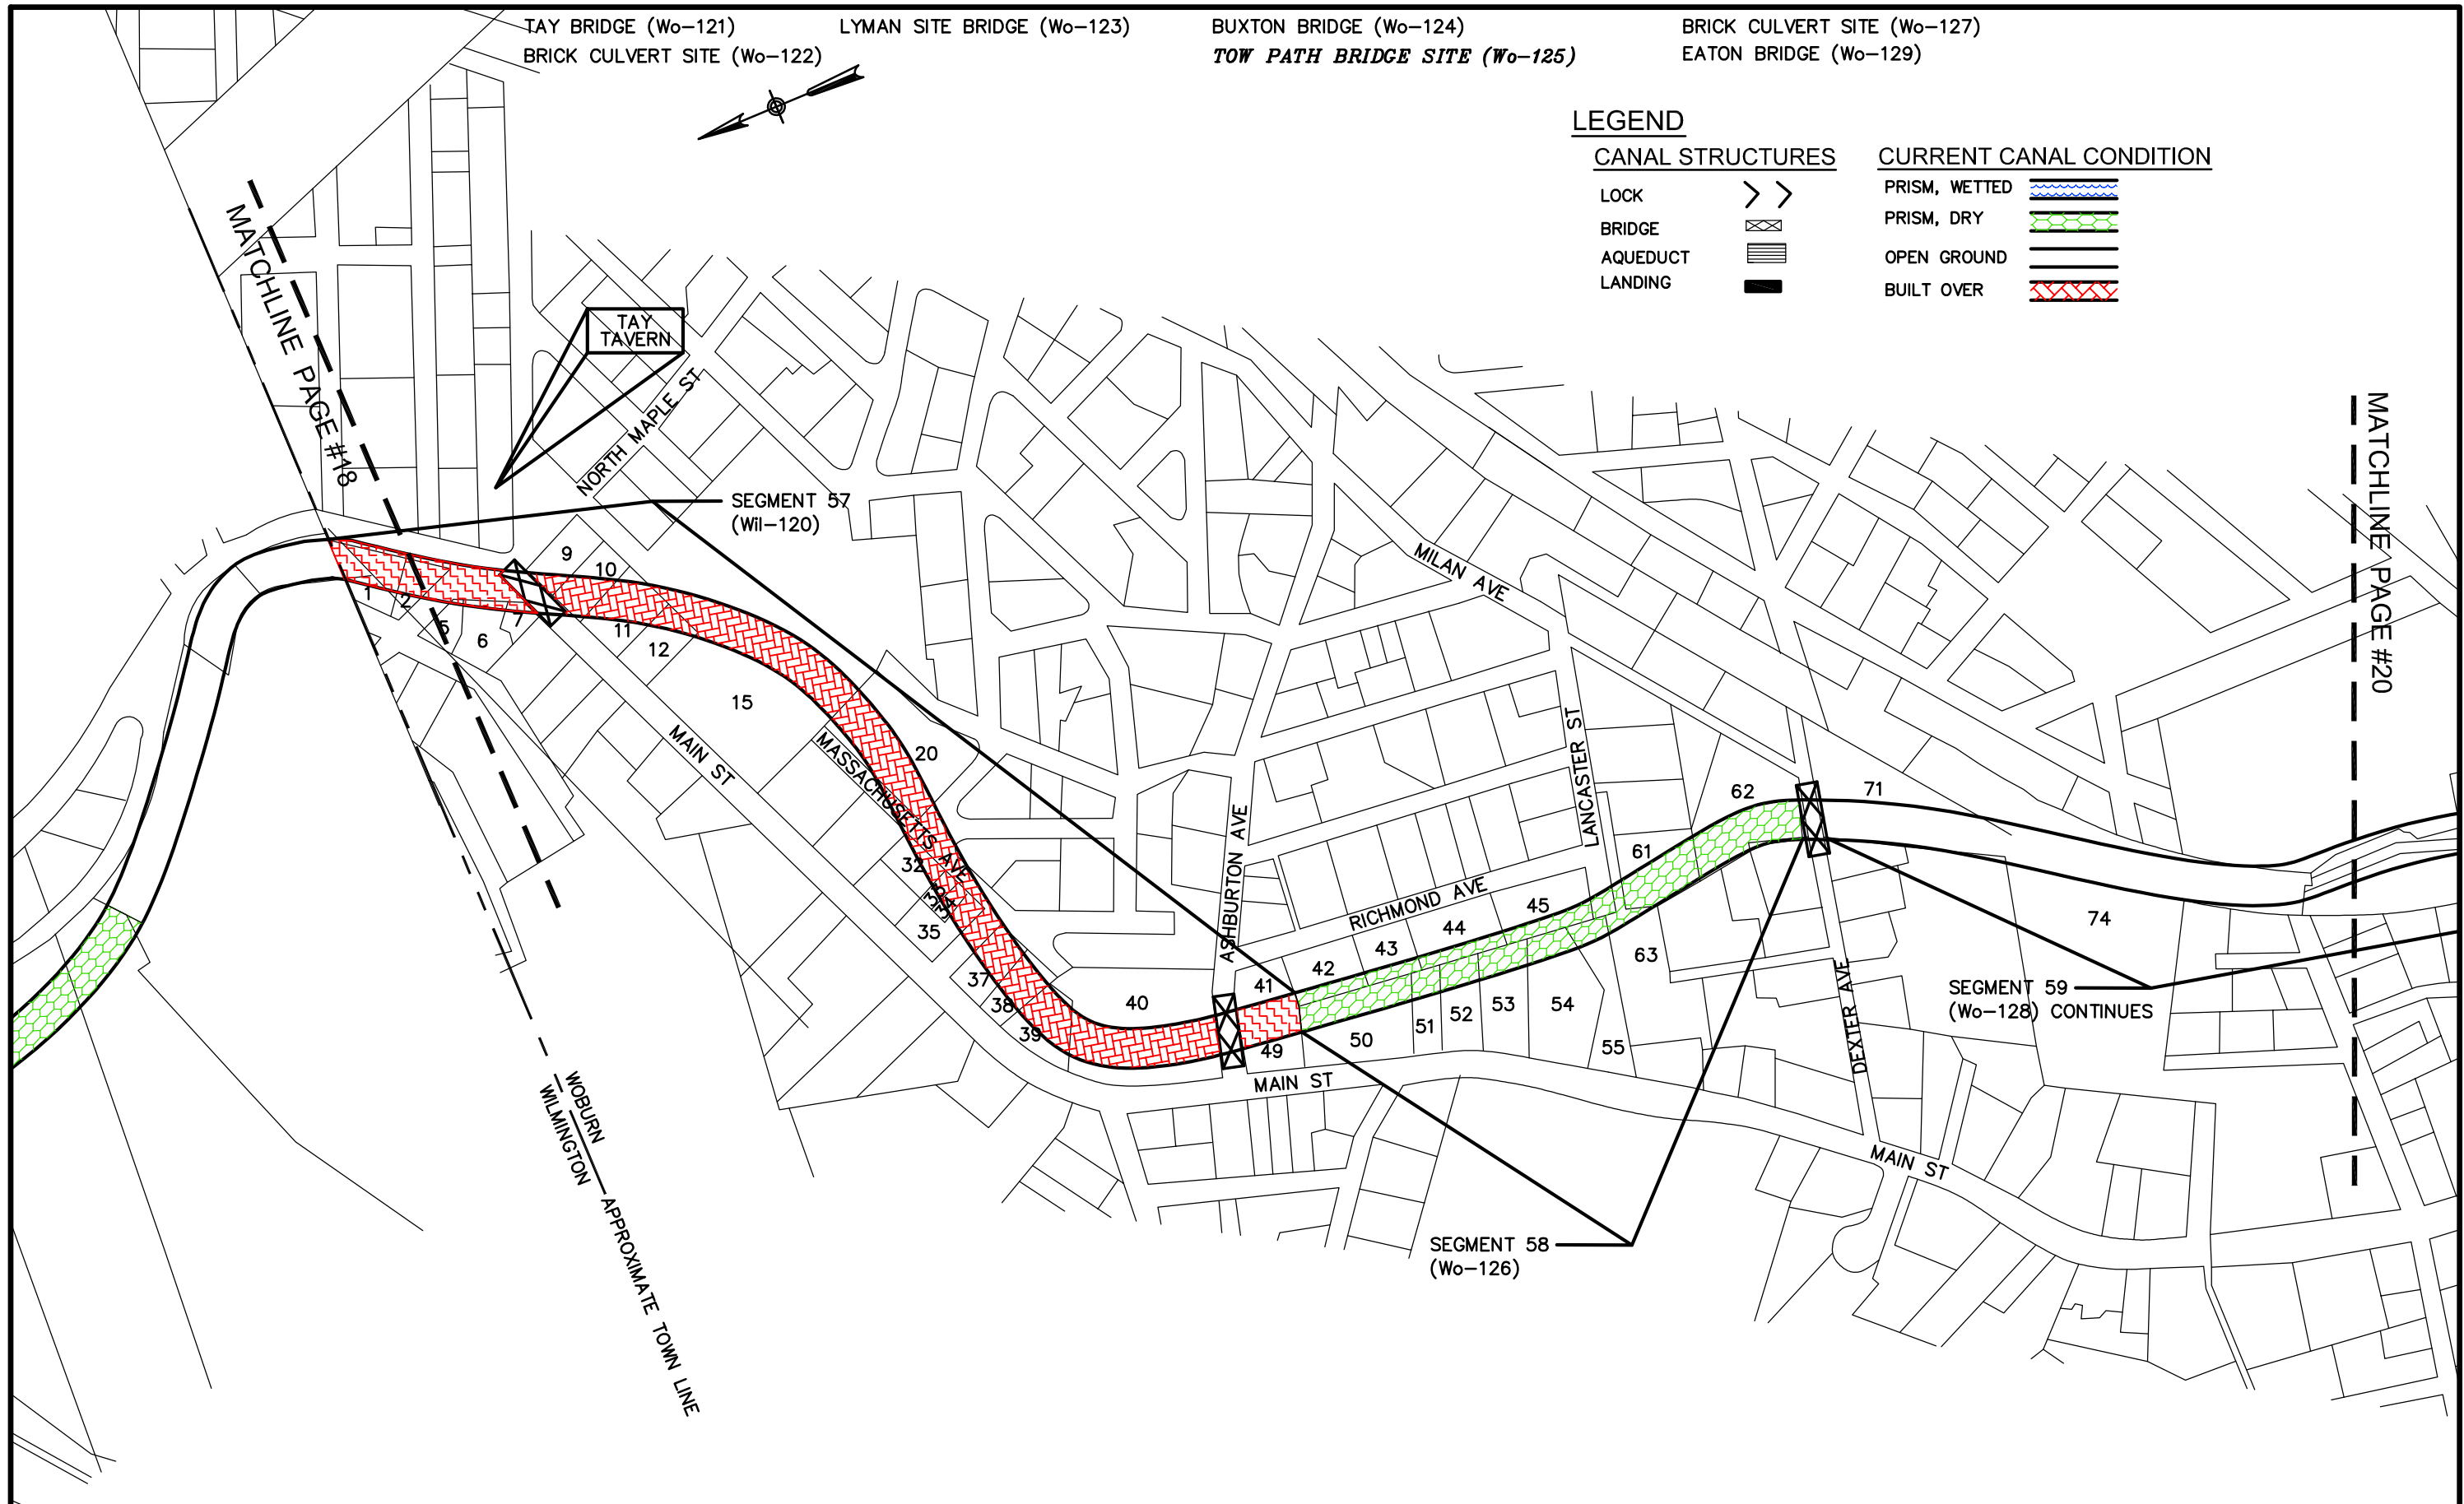 TAY BRIDGE (Wo-121)
BRICK CULVERT SITE (Wo-122)
LYMAN SITE BRIDGE (Wo-123)
BUXTON BRIDGE (Wo-124)
TOW PATH BRIDGE SITE (Wo-125)
BRICK CULVERT SITE (Wo-127)
EATON BRIDGE (Wo-129)
LEGEND
CANAL STRUCTURES
LOCK
BRIDGE
AQUEDUCT
LANDING
CURRENT CANAL CONDITION
PRISM, WETTED
PRISM, DRY
OPEN GROUND
BUILT OVER
MATCHLINE PAGE #18
TAY
TAVERN
NORTH MAPLE ST
SEGMENT 57
(Wil-120)
MATCHLINE PAGE #20
MILAN AVE
1
2
5
6
7
9
10
11
12
15
20
MAIN ST
MASSACHUSETTS AVE
32
33
34
35
37
38
39
40
ASHBURTON AVE
41
42
43
44
45
RICHMOND AVE
LANCASTER ST
49
50
51
52
53
54
55
61
62
63
71
74
MAIN ST
DEXTER AVE
SEGMENT 59
(Wo-128) CONTINUES
MAIN ST
SEGMENT 58
(Wo-126)
WOBURN
WILMINGTON
APPROXIMATE TOWN LINE